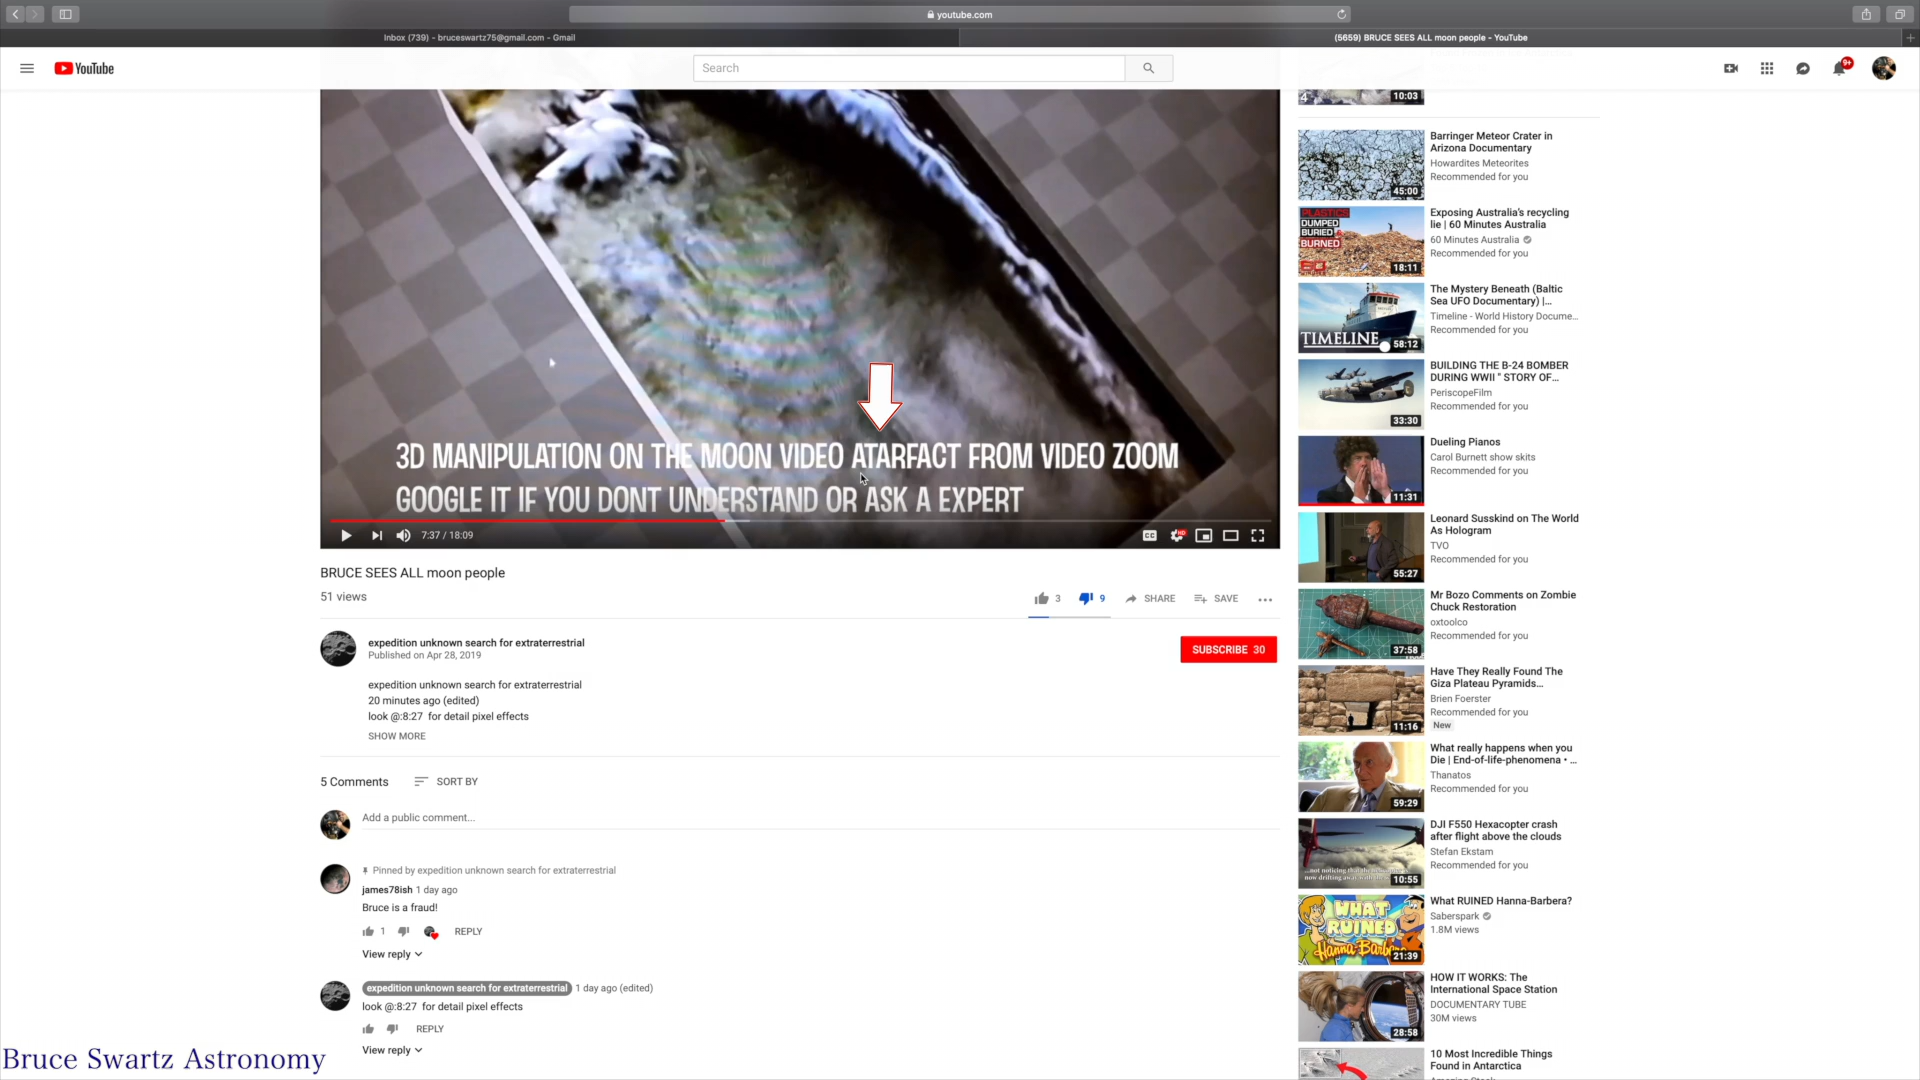 youtube.com
Inbox (739) - bruceswartz75@gmail.com - Gmail
(5659) BRUCE SEES ALL moon people - YouTube
YouTube
Search
9+
3D MANIPULATION ON THE MOON VIDEO ATARFACT FROM VIDEO ZOOM
GOOGLE IT IF YOU DONT UNDERSTAND OR ASK A EXPERT
7:37 / 18:09
CC
HD
BRUCE SEES ALL moon people
51 views
3
9
SHARE
SAVE
expedition unknown search for extraterrestrial
Published on Apr 28, 2019
SUBSCRIBE 30
expedition unknown search for extraterrestrial
20 minutes ago (edited)
look @:8:27 for detail pixel effects
SHOW MORE
5 Comments
SORT BY
Add a public comment...
Pinned by expedition unknown search for extraterrestrial
james78ish 1 day ago
Bruce is a fraud!
1
REPLY
View reply
expedition unknown search for extraterrestrial 1 day ago (edited)
look @:8:27 for detail pixel effects
REPLY
View reply
Bruce Swartz Astronomy
4
10:03
45:00
Barringer Meteor Crater in
Arizona Documentary
Howardites Meteorites
Recommended for you
PLASTICS
DUMPED
BURIED
BURNED
60
18:11
Exposing Australia's recycling
lie | 60 Minutes Australia
60 Minutes Australia
Recommended for you
TIMELINE
58:12
The Mystery Beneath (Baltic
Sea UFO Documentary) |...
Timeline - World History Docume...
Recommended for you
33:30
BUILDING THE B-24 BOMBER
DURING WWII " STORY OF...
PeriscopeFilm
Recommended for you
11:31
Dueling Pianos
Carol Burnett show skits
Recommended for you
55:27
Leonard Susskind on The World
As Hologram
TVO
Recommended for you
37:58
Mr Bozo Comments on Zombie
Chuck Restoration
oxtoolco
Recommended for you
11:16
Have They Really Found The
Giza Plateau Pyramids...
Brien Foerster
Recommended for you
New
59:29
What really happens when you
Die | End-of-life-phenomena • ...
Thanatos
Recommended for you
...not noticing that
now drifting away with
10:55
DJI F550 Hexacopter crash
after flight above the clouds
Stefan Ekstam
Recommended for you
WHAT
RUINED
Hanna-Barbera
21:39
What RUINED Hanna-Barbera?
Saberspark
1.8M views
28:58
HOW IT WORKS: The
International Space Station
DOCUMENTARY TUBE
30M views
10 Most Incredible Things
Found in Antarctica